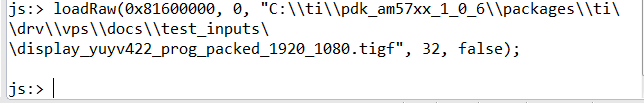 js:> loadRaw(0x81600000, 0, "C:\\ti\\pdk_am57xx_1_0_6\\packages\\ti\
\drv\\vps\\docs\\test_inputs\
\display_yuyv422_prog_packed_1920_1080.tigf", 32, false);
js:>